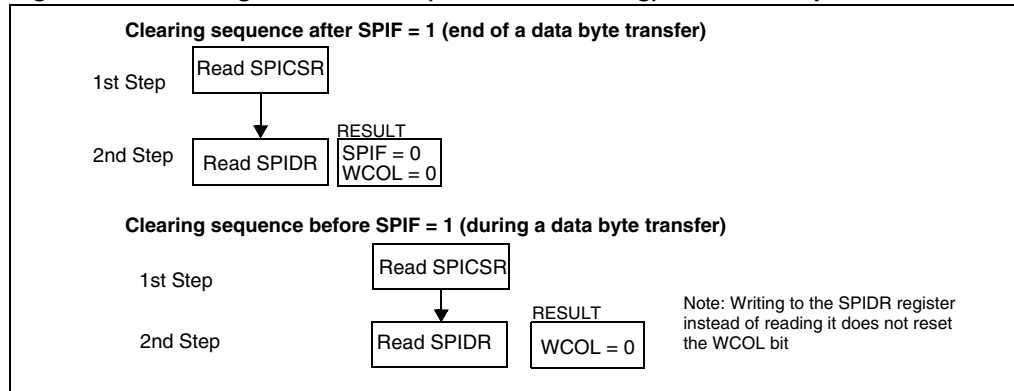 Clearing sequence after SPIF = 1 (end of a data byte transfer)
1st Step
Read SPICSR
2nd Step
Read SPIDR
RESULT
SPIF = 0
WCOL = 0
Clearing sequence before SPIF = 1 (during a data byte transfer)
1st Step
Read SPICSR
2nd Step
Read SPIDR
RESULT
WCOL = 0
Note: Writing to the SPIDR register
instead of reading it does not reset
the WCOL bit